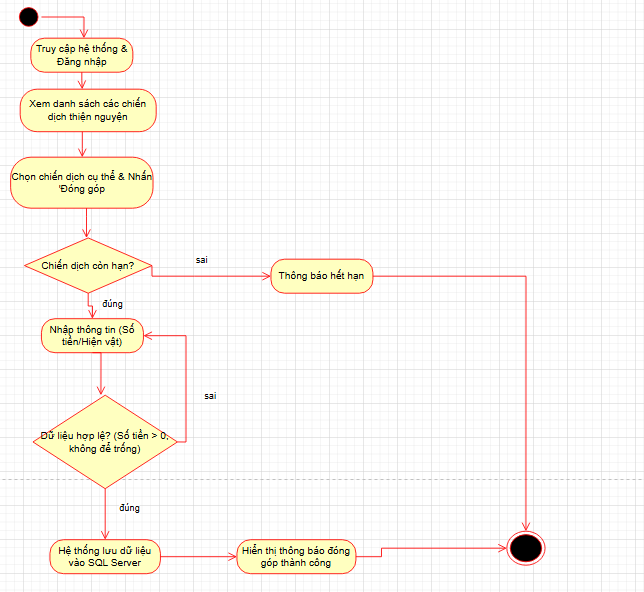 Truy cập hệ thống &
Đăng nhập
Xem danh sách các chiến
dịch thiện nguyện
Chọn chiến dịch cụ thể & Nhấn
'Đóng góp
Chiến dịch còn hạn?
sai
Thông báo hết hạn
đúng
Nhập thông tin (Số
tiền/Hiện vật)
sai
Dữ liệu hợp lệ? (Số tiền > 0,
không để trống)
đúng
Hệ thống lưu dữ liệu
vào SQL Server
Hiển thị thông báo đóng
góp thành công